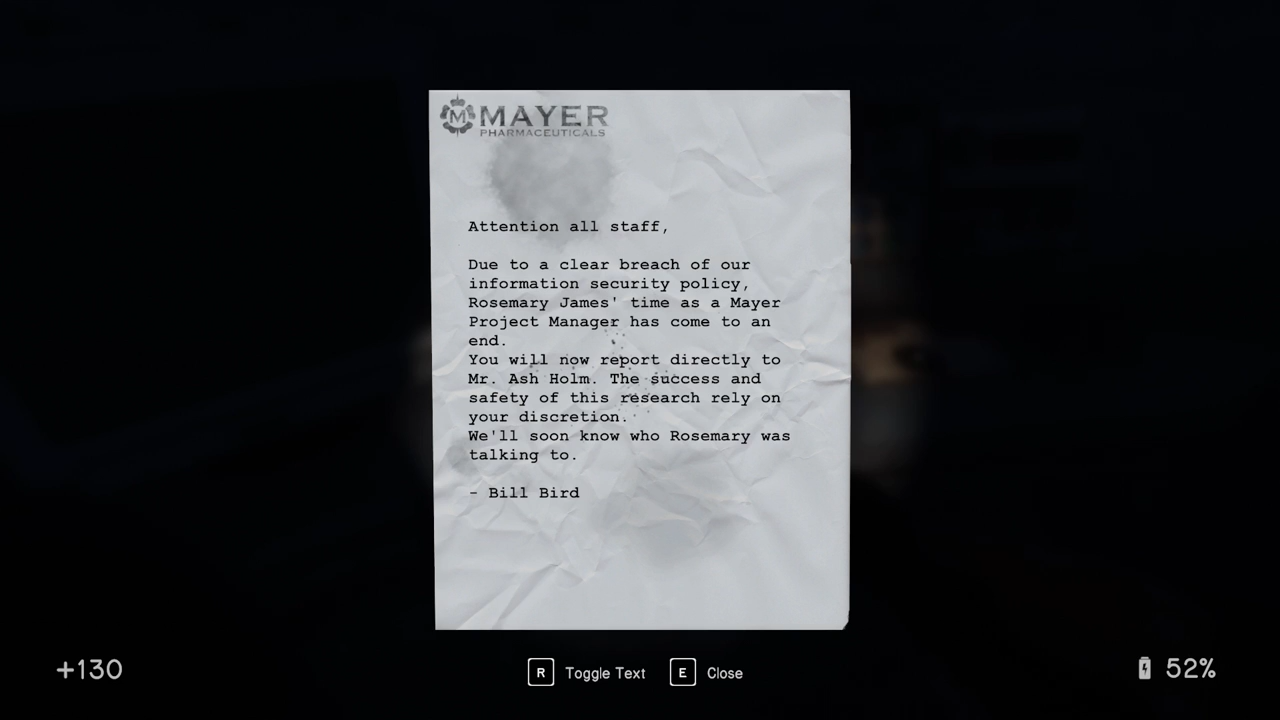 MAYER
PHARMACEUTICALS
Attention all staff,
Due to a clear breach of our
information security policy,
Rosemary James' time as a Mayer
Project Manager has come to an
end.
You will now report directly to
Mr. Ash Holm. The success and
safety of this research rely on
your discretion.
We'll soon know who Rosemary was
talking to.
- Bill Bird
+130
R Toggle Text E Close
52%